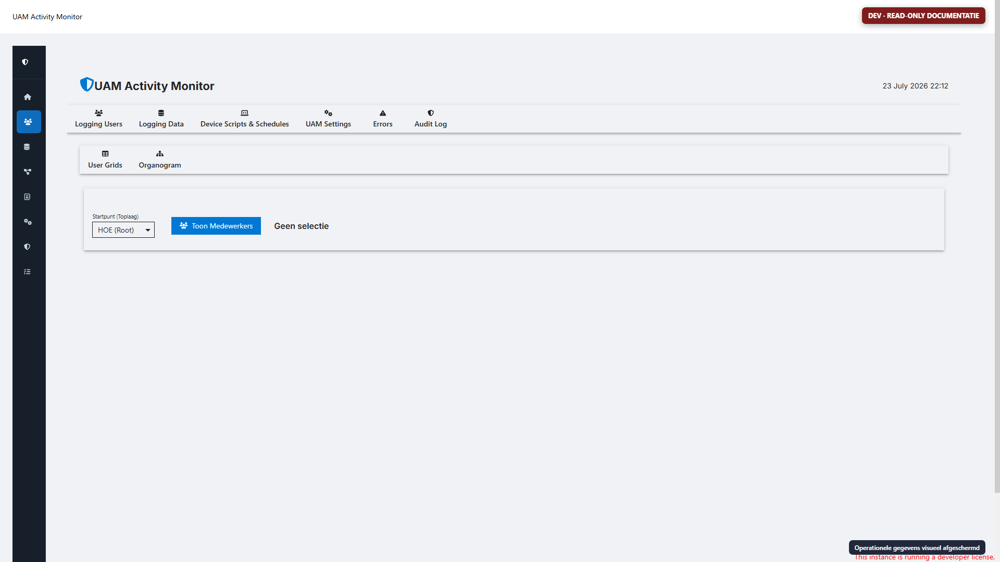 UAM Activity Monitor
DEV - READ-ONLY DOCUMENTATIE
UAM Activity Monitor
23 July 2026 22:12
Logging Users
Logging Data
Device Scripts & Schedules
UAM Settings
Errors
Audit Log
User Grids
Organogram
Startpunt (Toplaag)
HOE (Root)
Toon Medewerkers
Geen selectie
Operationele gegevens visueel afgeschermd
This instance is running a developer license.